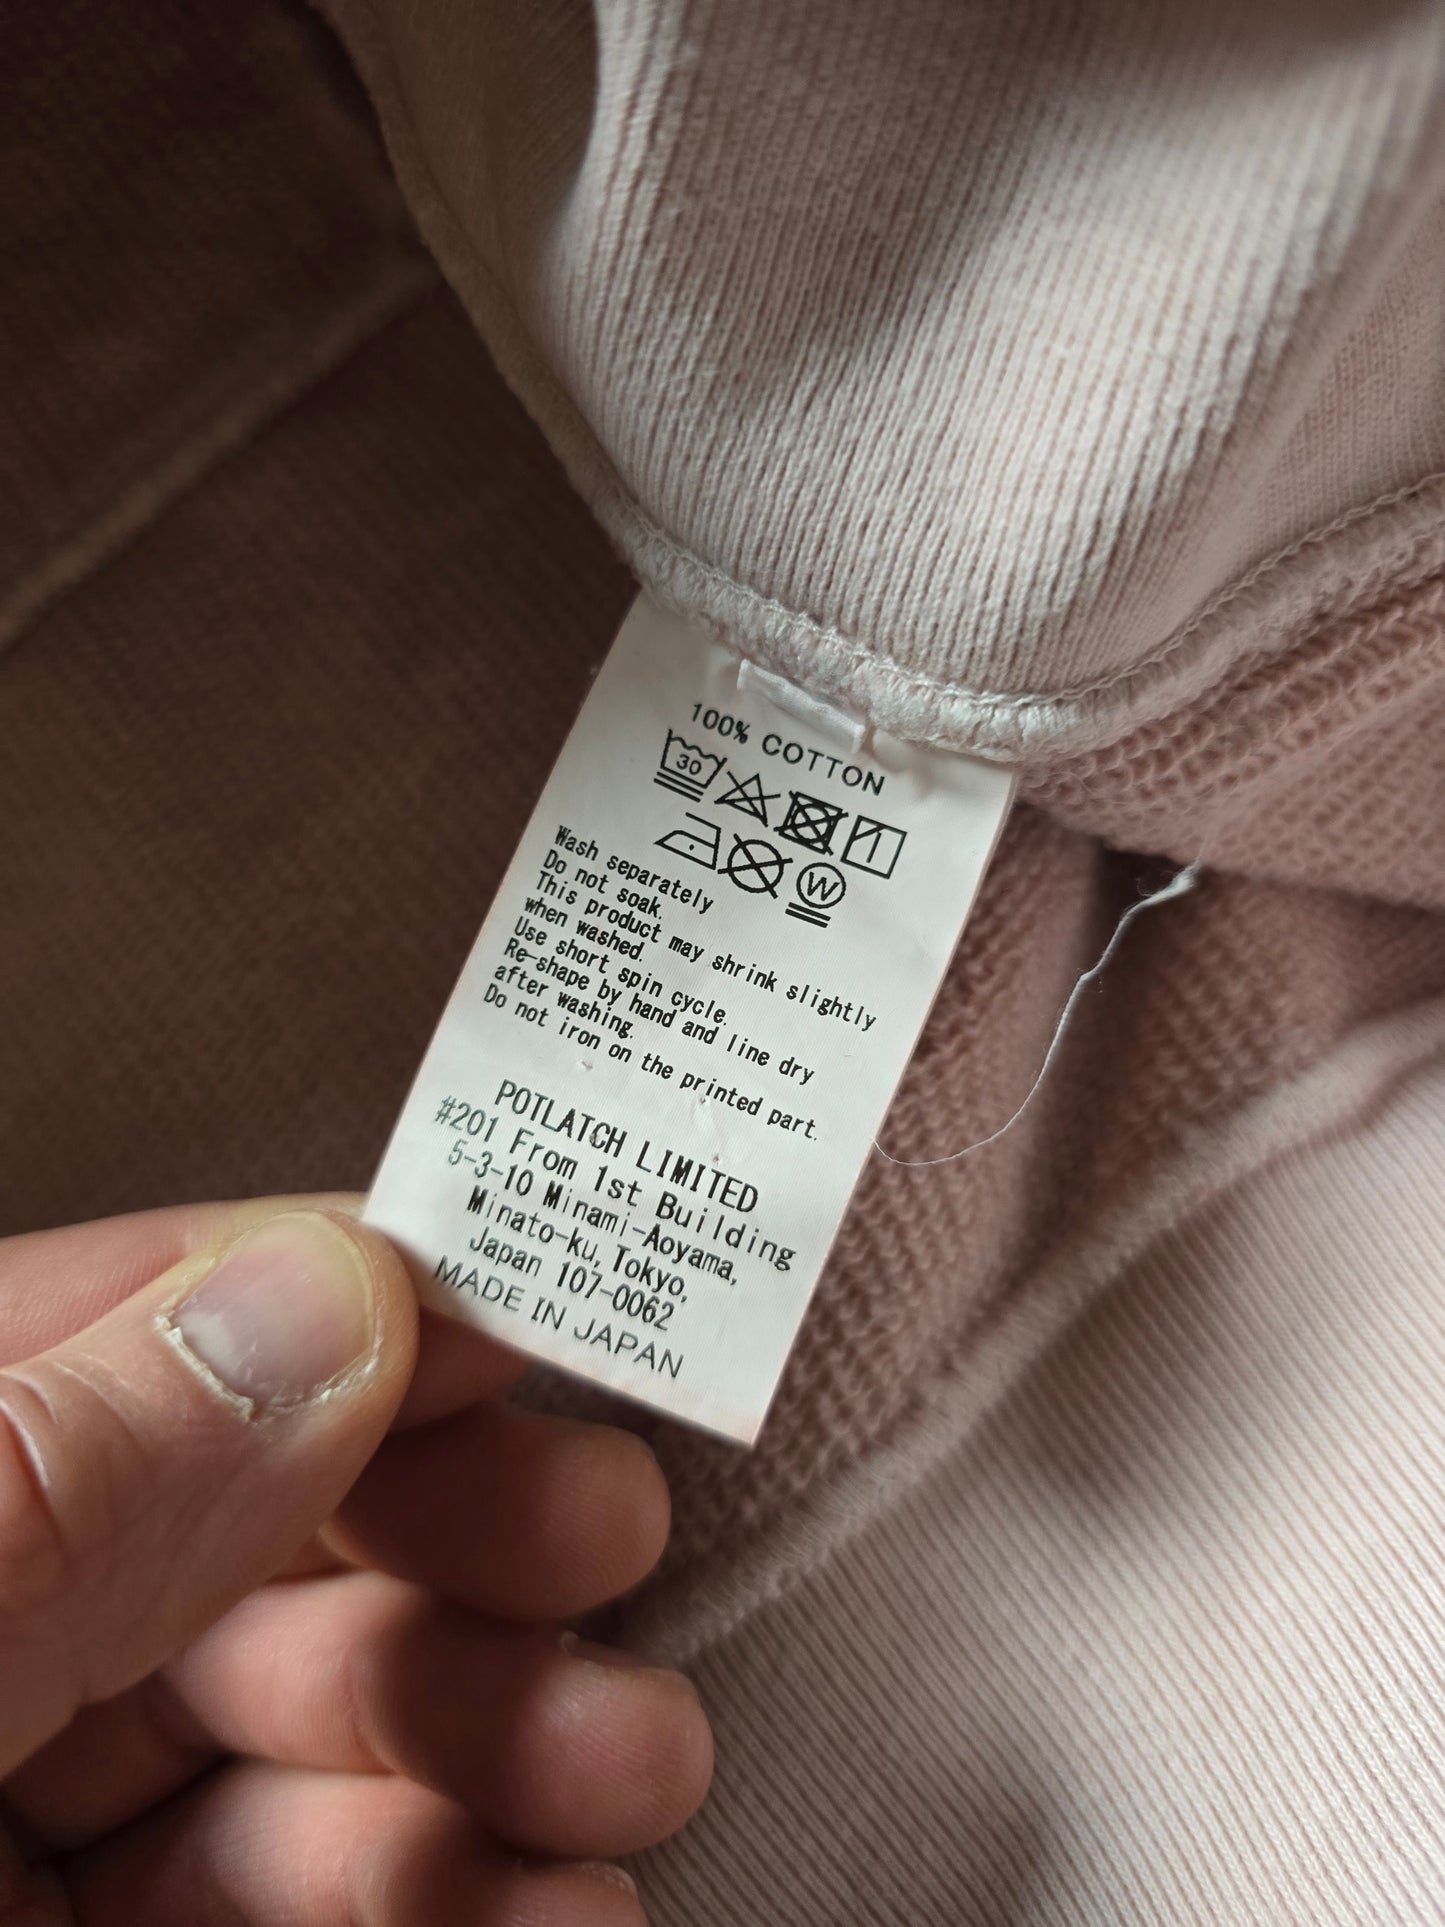 100% COTTON
30
W
Wash separately
Do not soak.
This product may shrink slightly
when washed.
Use short spin cycle.
Re-shape by hand and line dry
after washing.
Do not iron on the printed part.
POTLATCH LIMITED
#201 From 1st Building
5-3-10 Minami-Aoyama,
Minato-ku, Tokyo,
Japan 107-0062
MADE IN JAPAN